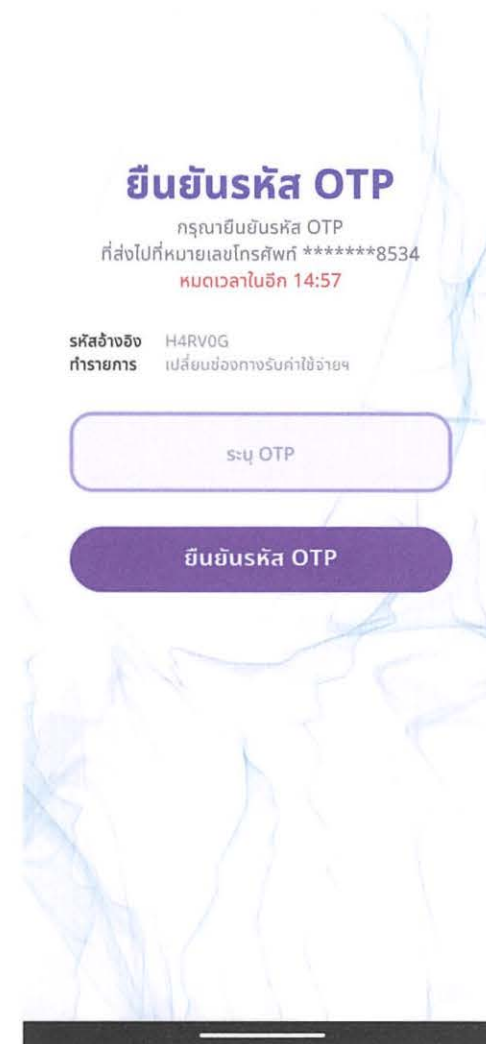 ยืนยันรหัส OTP
กรุณายืนยันรหัส OTP
ที่ส่งไปที่หมายเลขโทรศัพท์ *******8534
หมดเวลาในอีก 14:57
รหัสอ้างอิง H4RV0G
ทำรายการ เปลี่ยนช่องทางรับค่าใช้จ่ายฯ
ระบุ OTP
ยืนยันรหัส OTP